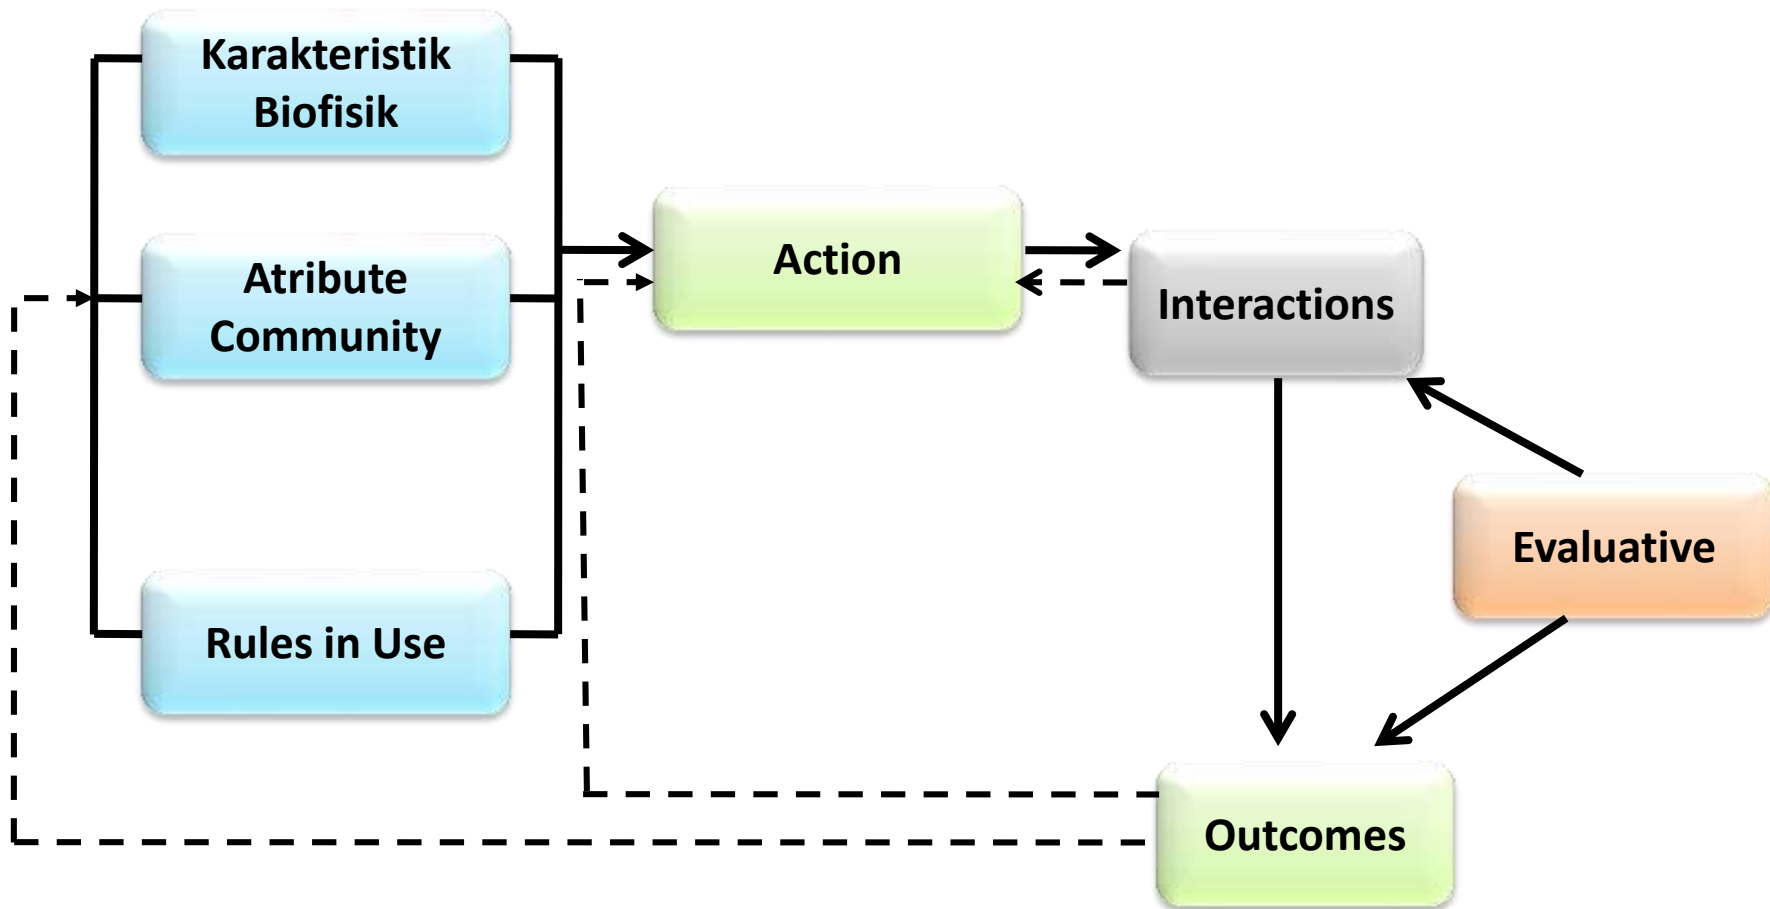 Karakteristik
Biofisik
Atribute
Community
Rules in Use
Action
Interactions
Evaluative
Outcomes